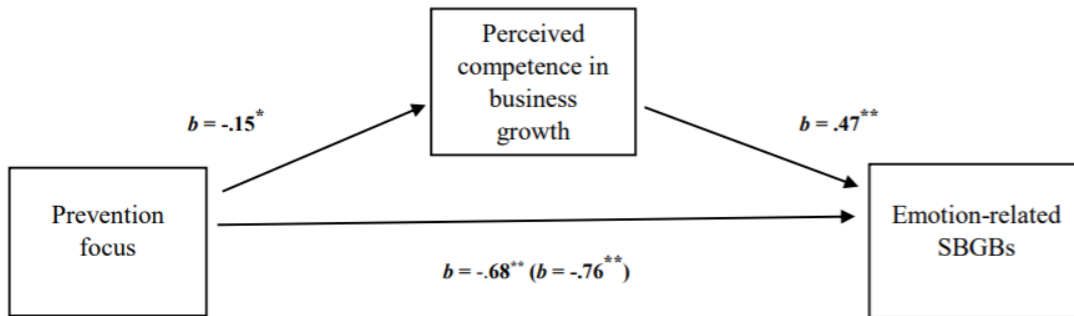 Perceived
competence in
business
growth
b = -.15*
b = .47**
Prevention
focus
Emotion-related
SBGBs
b = -.68** (b = -.76**)